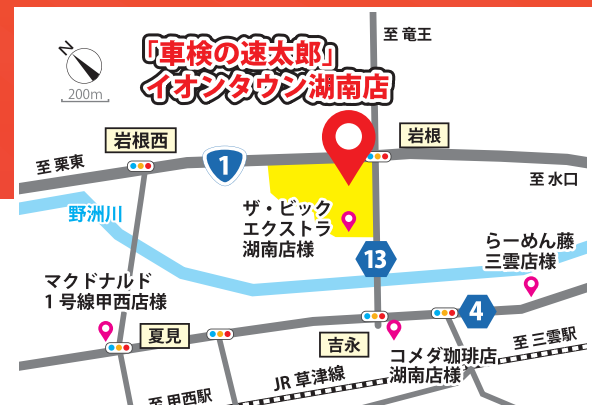 N
200m
「車検の速太郎」
イオンタウン湖南店
至 竜王
岩根西
岩根
至 栗東
1
至 水口
野洲川
ザ・ビック
エクストラ
湖南店様
13
らーめん藤
三雲店様
マクドナルド
1号線甲西店様
4
夏見
吉永
コメダ珈琲店
湖南店様
至 三雲駅
JR 草津線
至 甲西駅